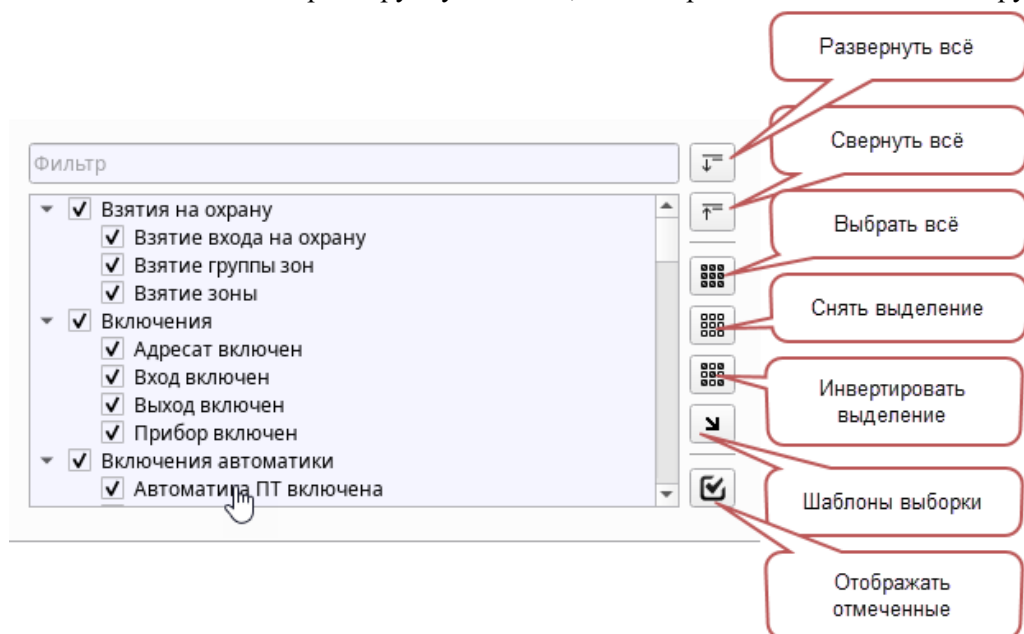 Развернуть всё
Свернуть всё
Фильтр
Взятия на охрану
Выбрать всё
Взятие входа на охрану
Взятие группы зон
Взятие зоны
Снять выделение
Включения
Адресат включен
Вход включен
Инвертировать
выделение
Выход включен
Прибор включен
Включения автоматики
Автоматика ПТ включена
Шаблоны выборки
Отображать
отмеченные